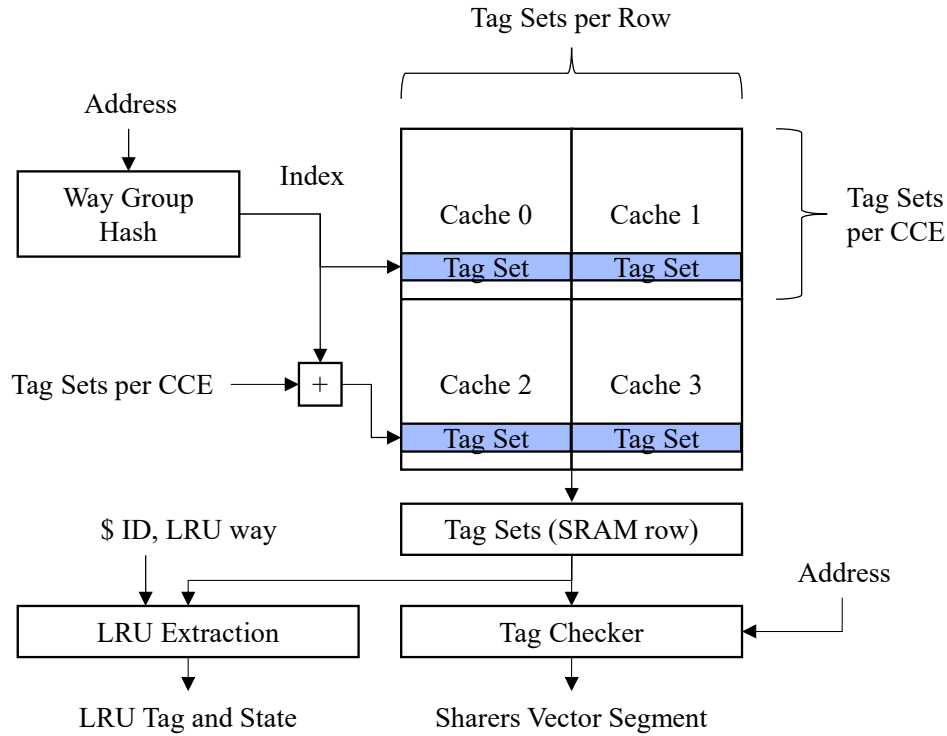 Tag Sets per Row
Address
Way Group
Hash
Index
Cache 0
Cache 1
Tag Sets
per CCE
Tag Set
Tag Set
Tag Sets per CCE
+
Cache 2
Cache 3
Tag Set
Tag Set
$ ID, LRU way
Tag Sets (SRAM row)
Address
LRU Extraction
Tag Checker
LRU Tag and State
Sharers Vector Segment